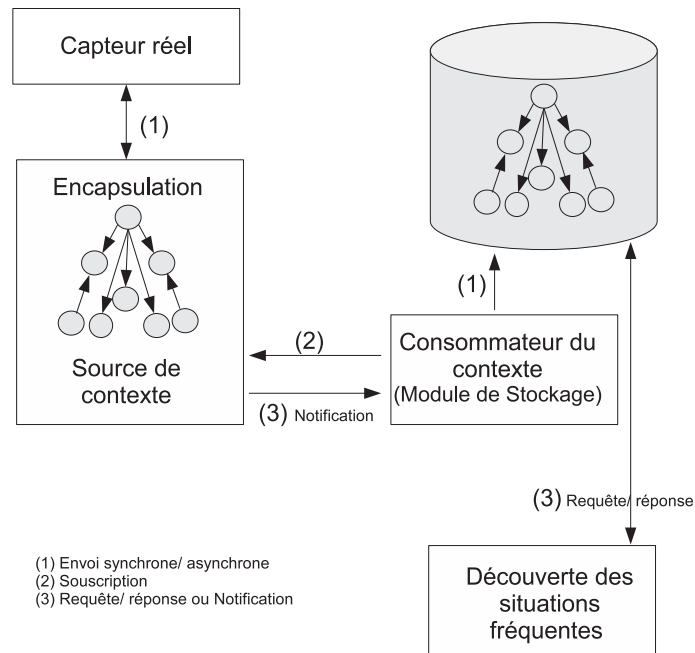 Capteur réel
(1)
Encapsulation
Source de
contexte
(2)
(3) Notification
(1)
Consommateur du
contexte
(Module de Stockage)
(3) Requête/ réponse
Découverte des
situations
fréquentes
(1) Envoi synchrone/ asynchrone
(2) Souscription
(3) Requête/ réponse ou Notification